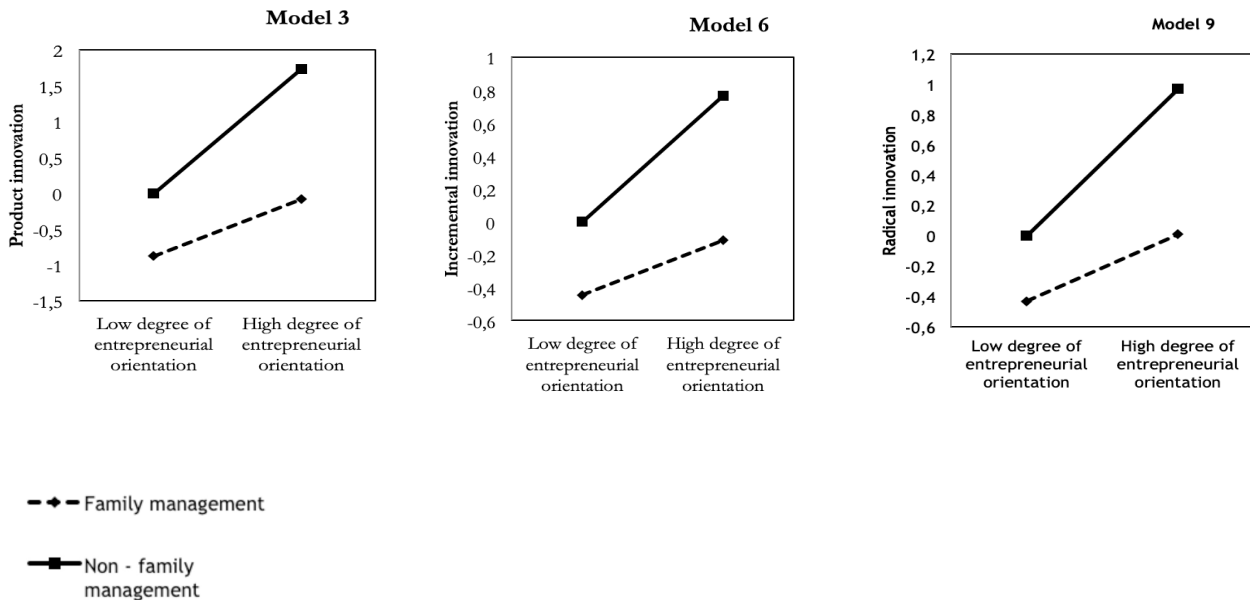 Model 3
Product innovation
2
1,5
1
0,5
0
-0,5
-1
-1,5
Low degree of
entrepreneurial
orientation
High degree of
entrepreneurial
orientation
Model 6
Incremental innovation
1
0,8
0,6
0,4
0,2
0
-0,2
-0,4
-0,6
Low degree of
entrepreneurial
orientation
High degree of
entrepreneurial
orientation
Model 9
Radical innovation
1,2
1
0,8
0,6
0,4
0,2
0
-0,2
-0,4
-0,6
Low degree of
entrepreneurial
orientation
High degree of
entrepreneurial
orientation
Family management
Non - family
management